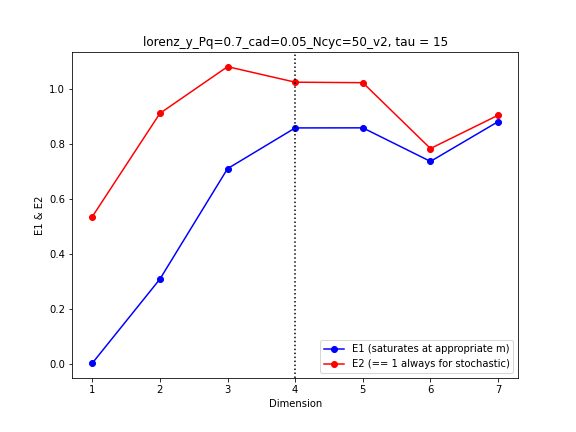 lorenz_y_Pq=0.7_cad=0.05_Ncyc=50_v2, tau = 15
E1 & E2
1.0
0.8
0.6
0.4
0.2
0.0
E1 (saturates at appropriate m)
E2 (== 1 always for stochastic)
1 2 3 4 5 6 7
Dimension